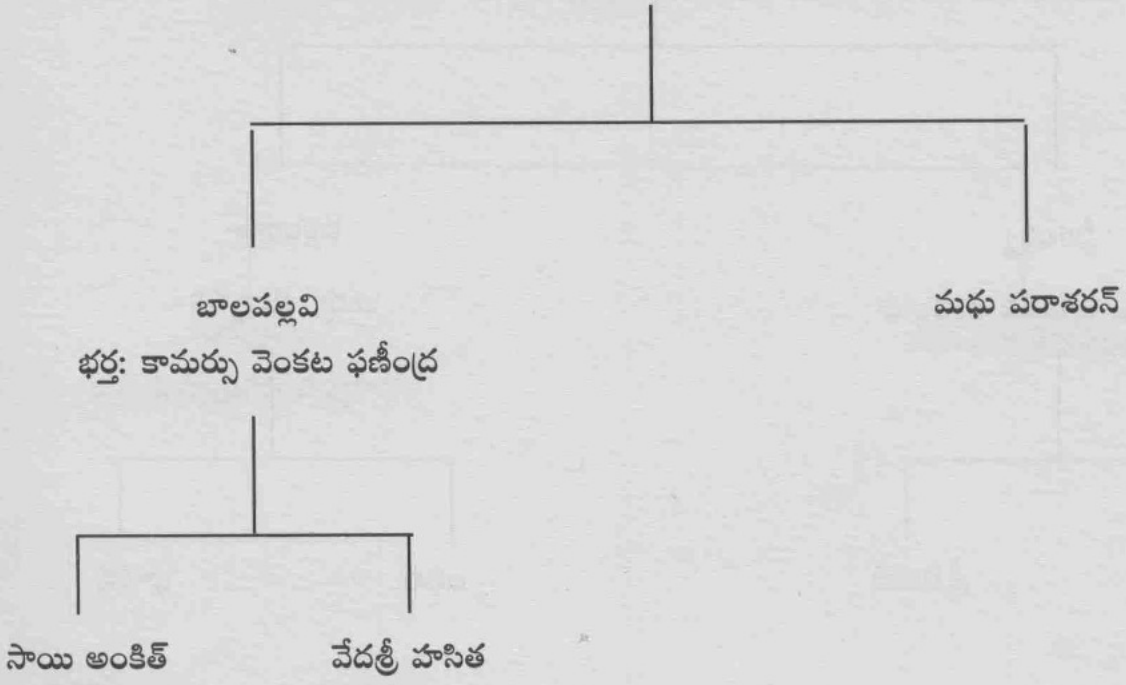 బాలపల్లవి
మధు పరాశరన్
భర్త: కామర్సు వెంకట ఫణీంద్ర
సాయి అంకిత్
వేదశ్రీ హసిత